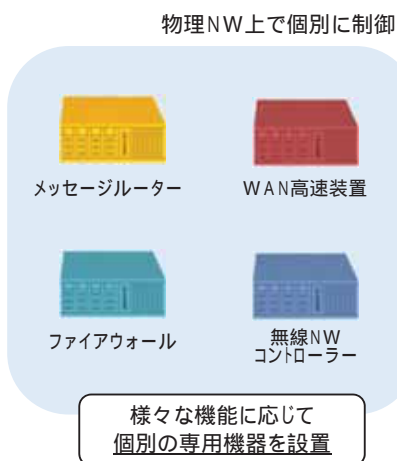 物理NW上で個別に制御
メッセージルーター
WAN高速装置
ファイアウォール
無線NW
コントローラー
様々な機能に応じて
個別の専用機器を設置